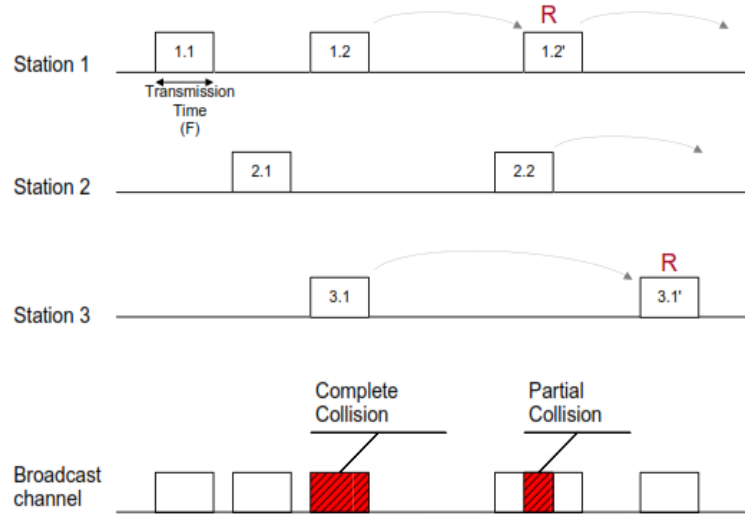 R
Station 1
1.1
1.2
1.2'
Transmission
Time
(F)
Station 2
2.1
2.2
R
Station 3
3.1
3.1'
Complete
Collision
Partial
Collision
Broadcast
channel